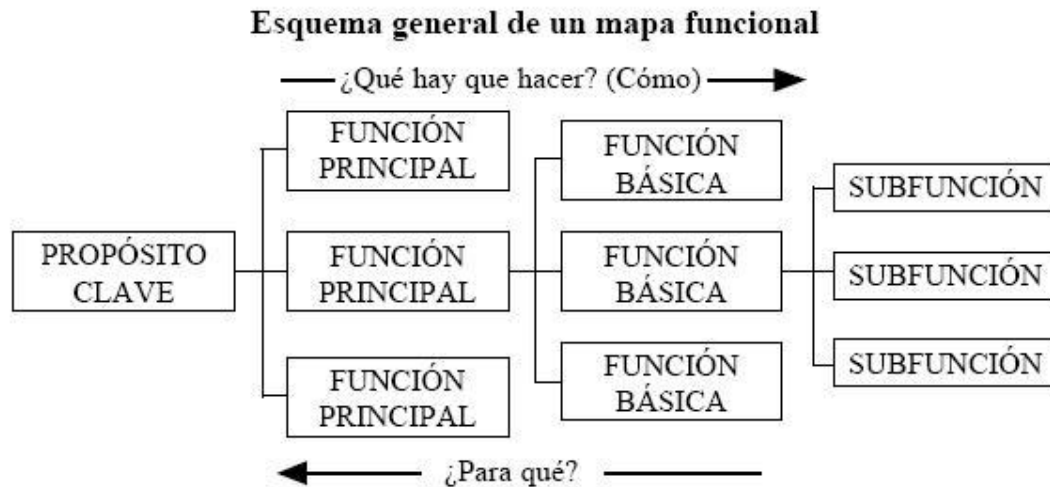 Esquema general de un mapa funcional
¿Qué hay que hacer? (Cómo)
FUNCIÓN
PRINCIPAL
FUNCIÓN
BÁSICA
SUBFUNCIÓN
PROPÓSITO
CLAVE
FUNCIÓN
PRINCIPAL
FUNCIÓN
BÁSICA
SUBFUNCIÓN
FUNCIÓN
PRINCIPAL
FUNCIÓN
BÁSICA
SUBFUNCIÓN
¿Para qué?